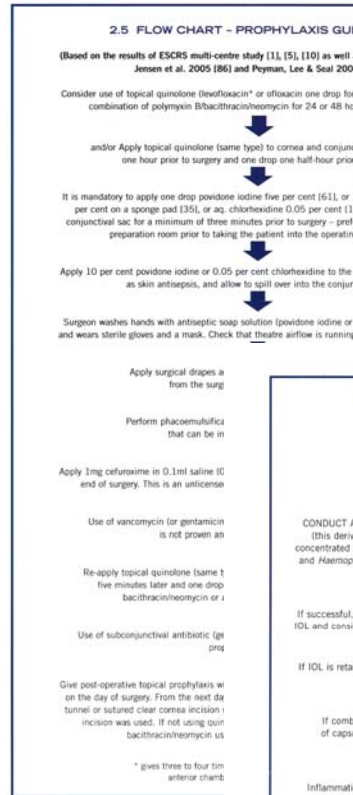 2.5 FLOW CHART – PROPHYLAXIS GUI
(Based on the results of ESCRS multi-centre study [1], [5], [10] as well a
Jensen et al. 2005 [86] and Peyman, Lee & Seal 200
Consider use of topical quinolone (levofloxacin* or ofloxacin one drop fo
combination of polymyxin B/bacitracin/neomycin for 24 or 48 ho
and/or Apply topical quinolone (same type) to cornea and conjunc
one hour prior to surgery and one drop one half-hour prio
It is mandatory to apply one drop povidone iodine five per cent [61], or
per cent on a sponge pad [35], or aq. chlorhexidine 0.05 per cent [1
conjunctival sac for a minimum of three minutes prior to surgery – pref
preparation room prior to taking the patient into the operatin
Apply 10 per cent povidone iodine or 0.05 per cent chlorhexidine to the
as skin antisepsis, and allow to spill over into the conjun
Surgeon washes hands with antiseptic soap solution (povidone iodine or
and wears sterile gloves and a mask. Check that theatre airflow is running
Apply surgical drapes a
from the surgi
Perform phacoemulsifica
that can be in
Apply 1mg cefuroxime in 0.1ml saline (0
end of surgery. This is an unlicense
Use of vancomycin (or gentamicin
is not proven an
Re-apply topical quinolone (same t
five minutes later and one drop
bacithracin/neomycin or a
Use of subconjunctival antibiotic (ge
prop
Give post-operative topical prophylaxis wi
on the day of surgery. From the next da
tunnel or sutured clear cornea incision
incision was used. If not using quin
bacithracin/neomycin us
* gives three to four tim
anterior chamb
CONDUCT A
(this deriv
concentrated
and Haemop
If successful,
IOL and consi
If IOL is reta
If comb
of caps
Inflammati